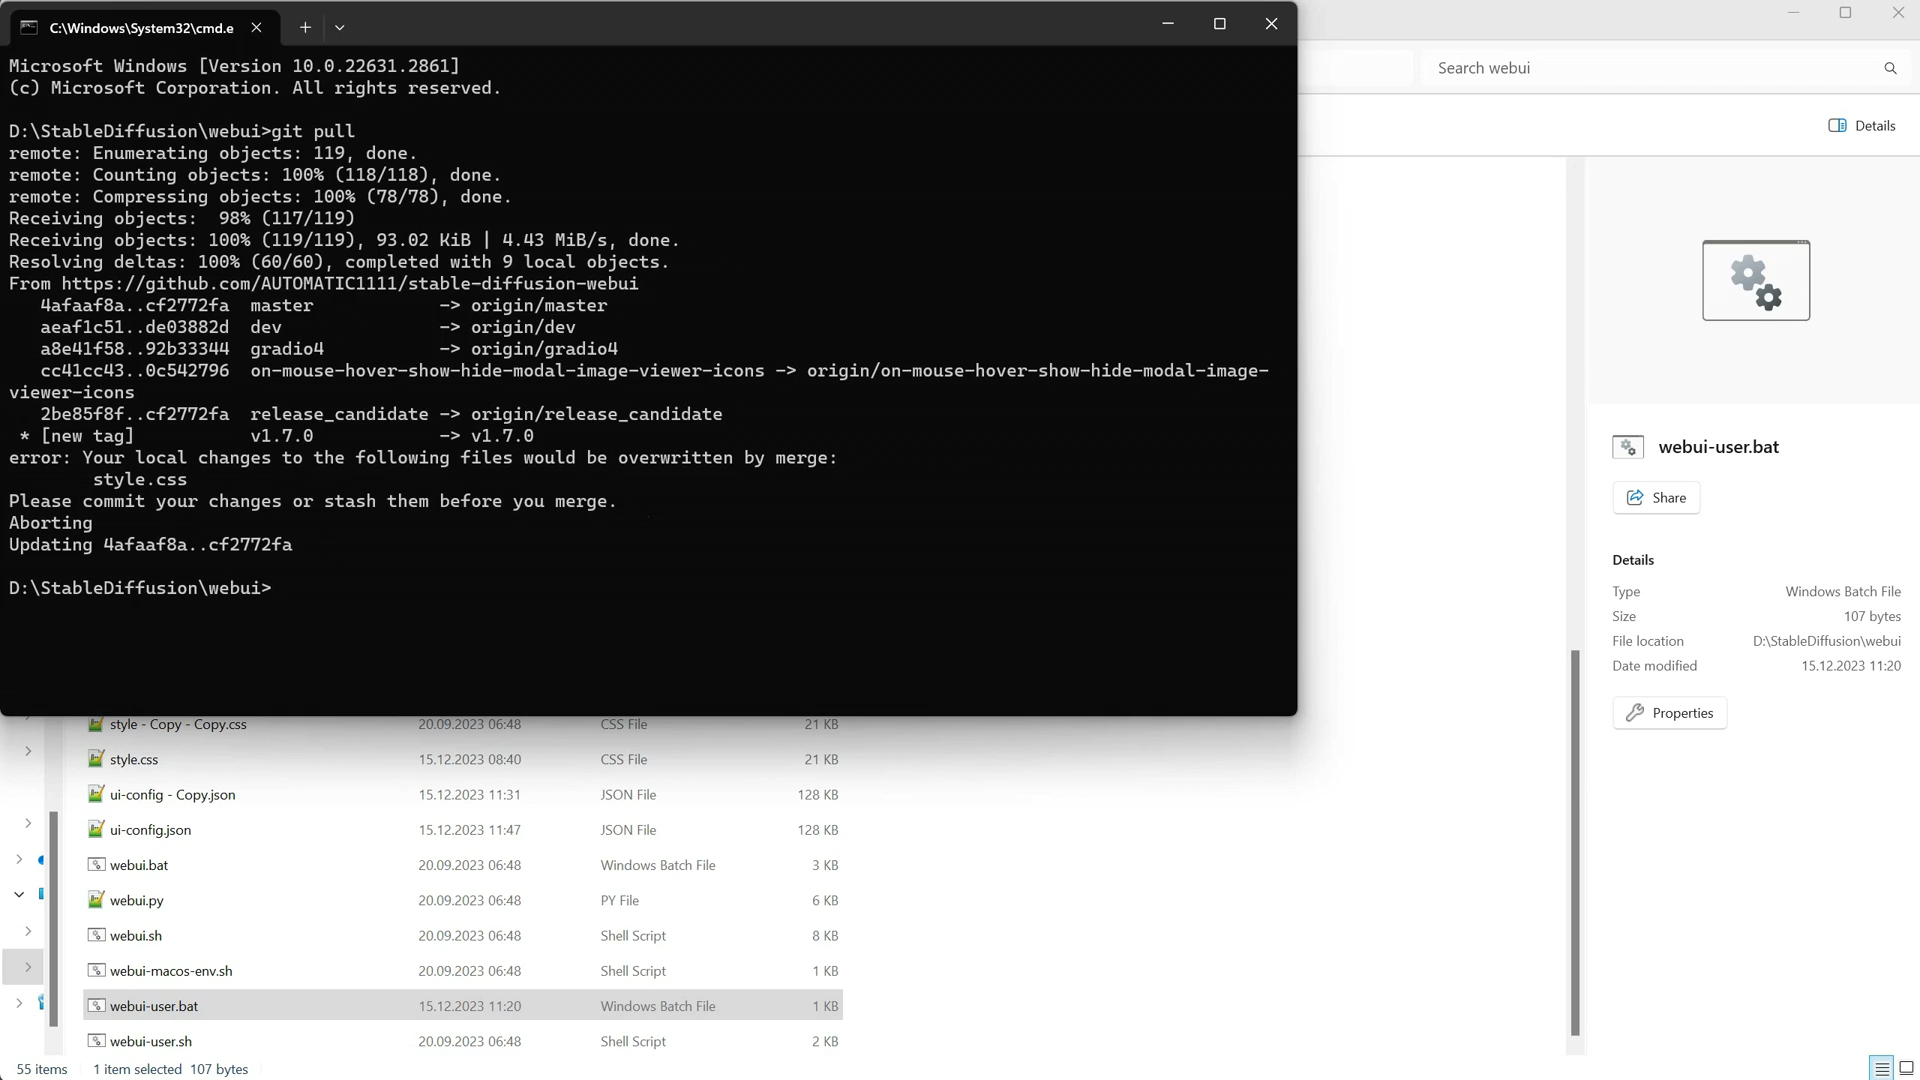 C:\Windows\System32\cmd.e
Microsoft Windows [Version 10.0.22631.2861]
(c) Microsoft Corporation. All rights reserved.
D:\StableDiffusion\webui>git pull
remote: Enumerating objects: 119, done.
remote: Counting objects: 100% (118/118), done.
remote: Compressing objects: 100% (78/78), done.
Receiving objects:  98% (117/119)
Receiving objects: 100% (119/119), 93.02 KiB | 4.43 MiB/s, done.
Resolving deltas: 100% (60/60), completed with 9 local objects.
From https://github.com/AUTOMATIC1111/stable-diffusion-webui
4afaaf8a..cf2772fa  master            -> origin/master
aeaf1c51..de03882d  dev               -> origin/dev
a8e41f58..92b33344  gradio4           -> origin/gradio4
cc41cc43..0c542796  on-mouse-hover-show-hide-modal-image-viewer-icons -> origin/on-mouse-hover-show-hide-modal-image-
viewer-icons
2be85f8f..cf2772fa  release_candidate -> origin/release_candidate
* [new tag]           v1.7.0            -> v1.7.0
error: Your local changes to the following files would be overwritten by merge:
style.css
Please commit your changes or stash them before you merge.
Aborting
Updating 4afaaf8a..cf2772fa
D:\StableDiffusion\webui>
Search webui
Details
style - Copy - Copy.css 20.09.2023 06:48 CSS File 21 KB
style.css 15.12.2023 08:40 CSS File 21 KB
ui-config - Copy.json 15.12.2023 11:31 JSON File 128 KB
ui-config.json 15.12.2023 11:47 JSON File 128 KB
webui.bat 20.09.2023 06:48 Windows Batch File 3 KB
webui.py 20.09.2023 06:48 PY File 6 KB
webui.sh 20.09.2023 06:48 Shell Script 8 KB
webui-macos-env.sh 20.09.2023 06:48 Shell Script 1 KB
webui-user.bat 15.12.2023 11:20 Windows Batch File 1 KB
webui-user.sh 20.09.2023 06:48 Shell Script 2 KB
55 items 1 item selected 107 bytes
webui-user.bat
Share
Details
Type Windows Batch File
Size 107 bytes
File location D:\StableDiffusion\webui
Date modified 15.12.2023 11:20
Properties